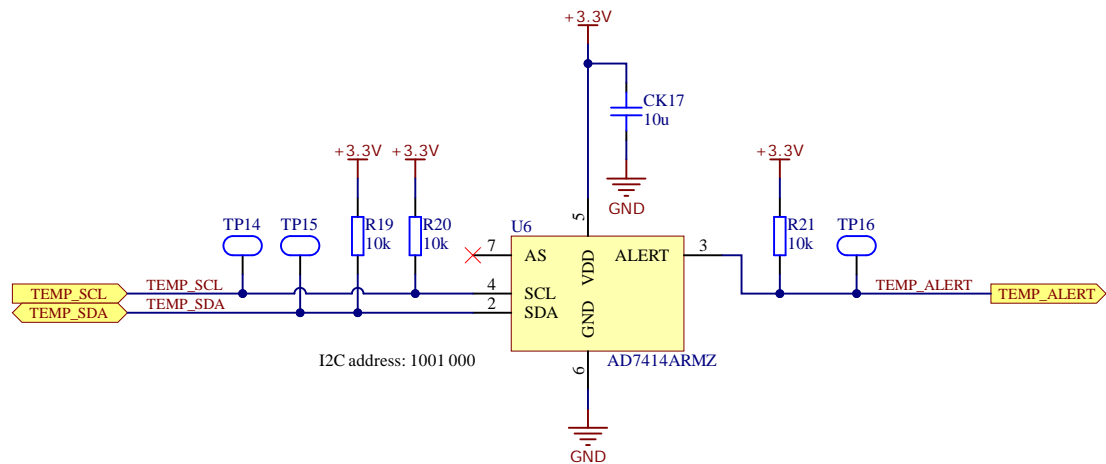 +3.3V
CK17
10u
GND
+3.3V
+3.3V
+3.3V
TP14
TP15
R19
10k
R20
10k
U6
5
R21
10k
TP16
7
AS
VDD
ALERT
3
TEMP_SCL
TEMP_SCL
4
SCL
TEMP_ALERT
TEMP_ALERT
TEMP_SDA
TEMP_SDA
2
SDA
GND
I2C address: 1001 000
6
AD7414ARMZ
GND